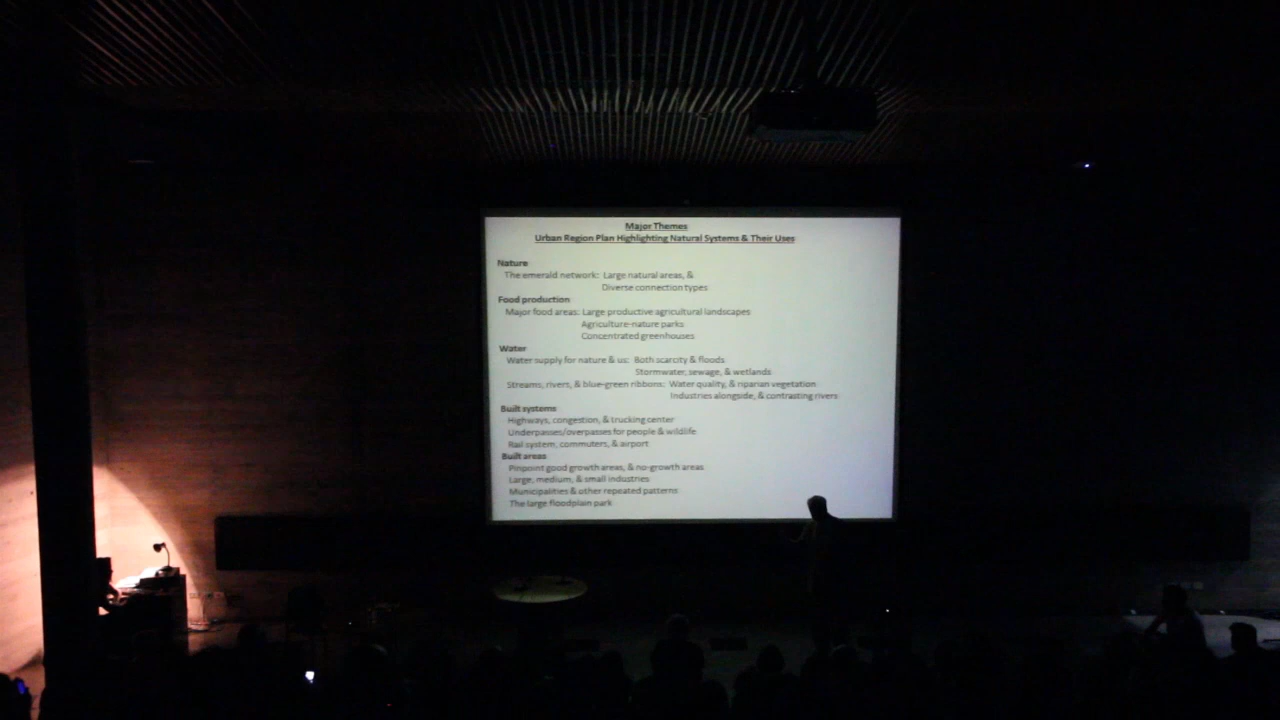 Major Themes
Urban Region Plan Highlighting Natural Systems & Their Uses
Nature
The emerald network: Large natural areas, &
Diverse connection types
Food production
Major food areas: Large productive agricultural landscapes
Agriculture-nature parks
Concentrated greenhouses
Water
Water supply for nature & us: Both scarcity & floods
Stormwater, sewage, & wetlands
Streams, rivers, & blue-green ribbons: Water quality, & riparian vegetation
Industries alongside, & contrasting rivers
Built systems
Highways, congestion, & trucking center
Underpasses/overpasses for people & wildlife
Rail system, commuters, & airport
Built areas
Pinpoint good growth areas, & no-growth areas
Large, medium, & small industries
Municipalities & other repeated patterns
The large floodplain park